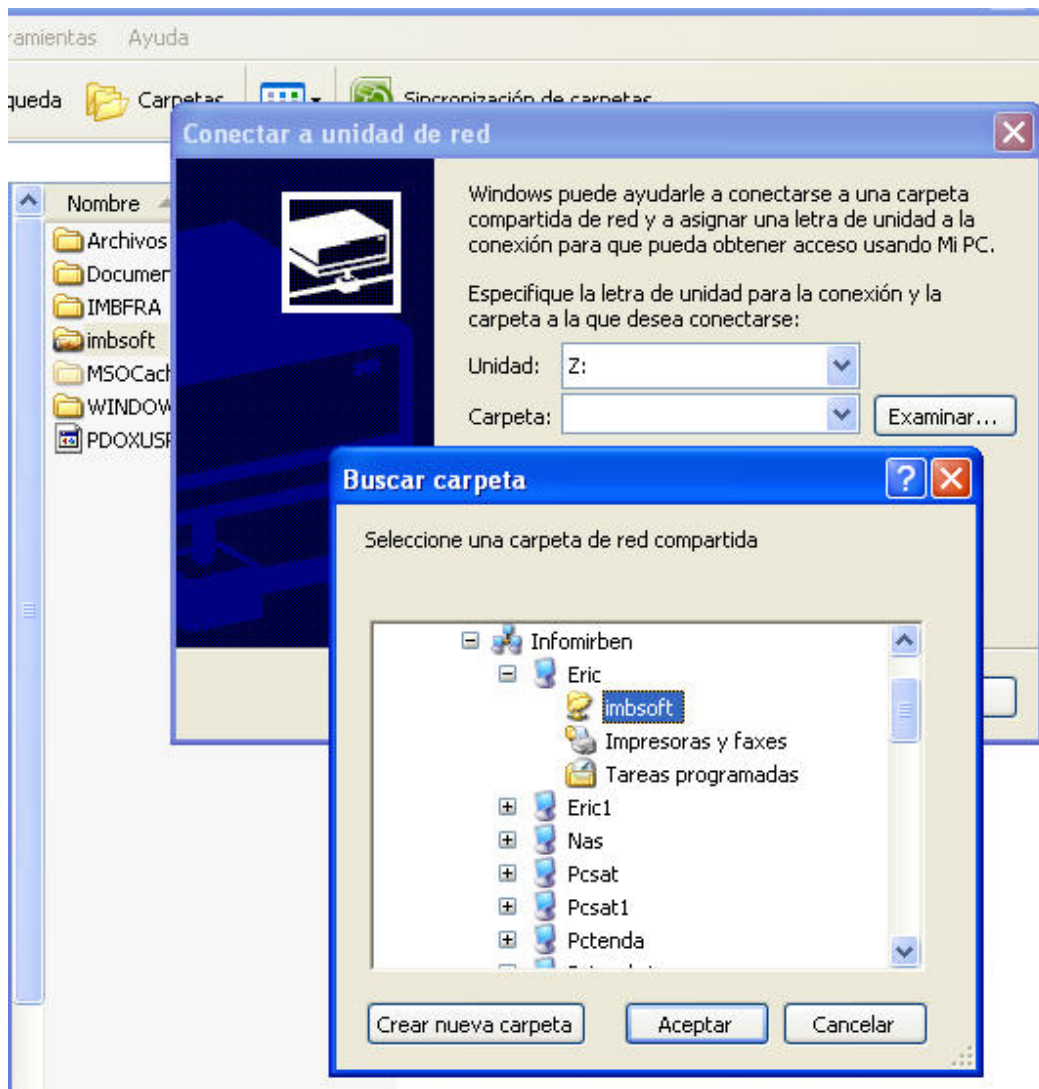 ramientas Ayuda
queda Carpetas Sincronización de carpetas
Conectar a unidad de red
Nombre
Archivos
Documen
IMBFRA
imbsoft
MSOCach
WINDOW
PDOXUSR
Windows puede ayudarle a conectarse a una carpeta
compartida de red y a asignar una letra de unidad a la
conexión para que pueda obtener acceso usando Mi PC.
Especifique la letra de unidad para la conexión y la
carpeta a la que desea conectarse:
Unidad: Z:
Carpeta: Examinar...
Buscar carpeta
Seleccione una carpeta de red compartida
Infomirben
Eric
imbsoft
Impresoras y faxes
Tareas programadas
Eric1
Nas
Pcsat
Pcsat1
Pctenda
Crear nueva carpeta Aceptar Cancelar